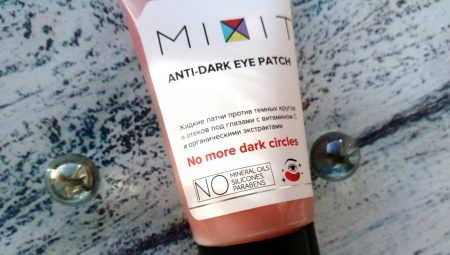 MIXIT
ANTI-DARK EYE PATCH
Жидкие патчи против темных кругов
и отеков под глазами с витамином C
и органическими экстрактами
No more dark circles
NO MINERAL OILS
SILICONES
PARABENS